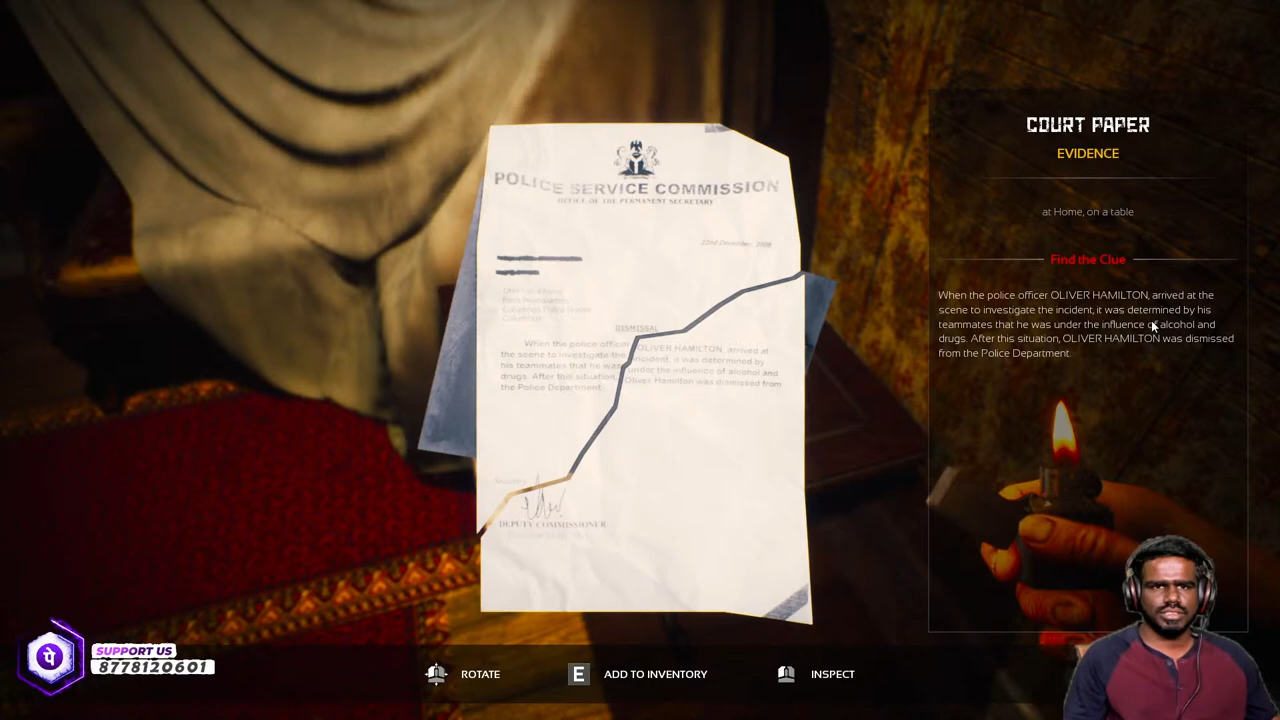 POLICE SERVICE COMMISSION
OFFICE OF THE PERMANENT SECRETARY
22nd December, 2008
DISMISSAL
When the police officer OLIVER HAMILTON, arrived at
the scene to investigate the incident, it was determined by
his teammates that he was under the influence of alcohol and
drugs. After this situation, Oliver Hamilton was dismissed from
the Police Department.
DEPUTY COMMISSIONER
COURT PAPER
EVIDENCE
at Home, on a table
Find the Clue
When the police officer OLIVER HAMILTON, arrived at the
scene to investigate the incident, it was determined by his
teammates that he was under the influence of alcohol and
drugs. After this situation, OLIVER HAMILTON was dismissed
from the Police Department.
पे
SUPPORT US
8778120601
ROTATE
E
ADD TO INVENTORY
INSPECT